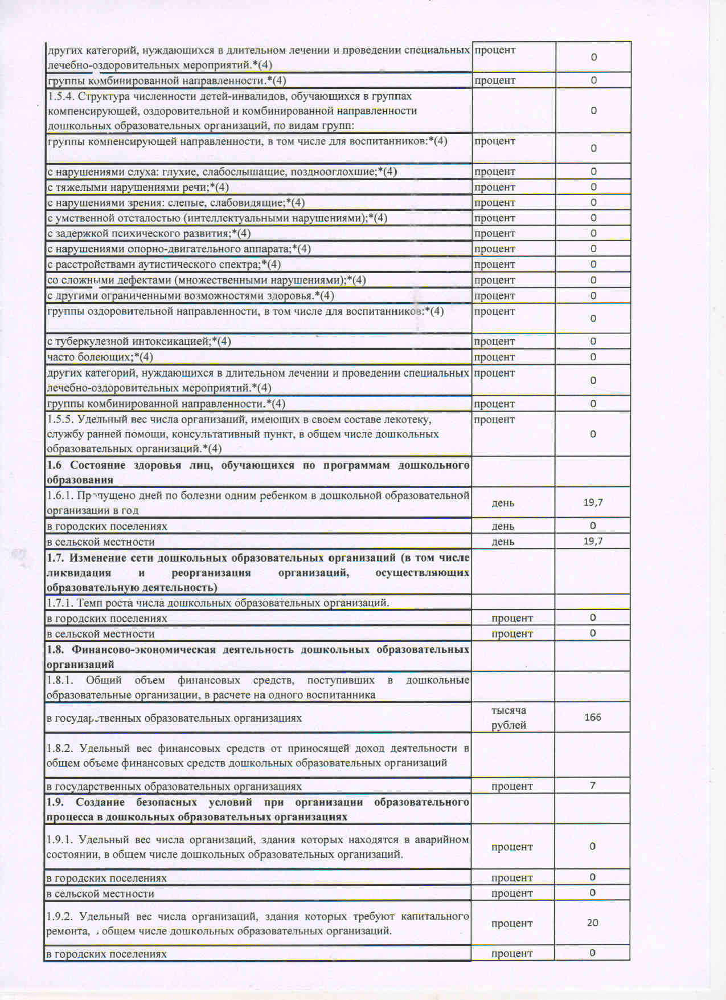 других категорий, нуждающихся в длительном лечении и проведении специальных процент 0
лечебно-оздоровительных мероприятий.*(4)
группы комбинированной направленности.*(4) процент 0
1.5.4. Структура численности детей-инвалидов, обучающихся в группах
компенсирующей, оздоровительной и комбинированной направленности 0
дошкольных образовательных организаций, по видам групп:
группы компенсирующей направленности, в том числе для воспитанников:*(4) процент 0
с нарушениями слуха: глухие, слабослышащие, позднооглохшие;*(4) процент 0
с тяжелыми нарушениями речи;*(4) процент 0
с нарушениями зрения: слепые, слабовидящие;*(4) процент 0
с умственной отсталостью (интеллектуальными нарушениями);*(4) процент 0
с задержкой психического развития;*(4) процент 0
с нарушениями опорно-двигательного аппарата;*(4) процент 0
с расстройствами аутистического спектра;*(4) процент 0
со сложными дефектами (множественными нарушениями);*(4) процент 0
с другими ограниченными возможностями здоровья.*(4) процент 0
группы оздоровительной направленности, в том числе для воспитанников:*(4) процент 0
с туберкулезной интоксикацией;*(4) процент 0
часто болеющих;*(4) процент 0
других категорий, нуждающихся в длительном лечении и проведении специальных процент 0
лечебно-оздоровительных мероприятий.*(4)
группы комбинированной направленности.*(4) процент 0
1.5.5. Удельный вес числа организаций, имеющих в своем составе лекотеку, процент
службу ранней помощи, консультативный пункт, в общем числе дошкольных 0
образовательных организаций.*(4)
1.6 Состояние здоровья лиц, обучающихся по программам дошкольного
образования
1.6.1. Пропущено дней по болезни одним ребенком в дошкольной образовательной день 19,7
организации в год
в городских поселениях день 0
в сельской местности день 19,7
1.7. Изменение сети дошкольных образовательных организаций (в том числе
ликвидация и реорганизация организаций, осуществляющих
образовательную деятельность)
1.7.1. Темп роста числа дошкольных образовательных организаций.
в городских поселениях процент 0
в сельской местности процент 0
1.8. Финансово-экономическая деятельность дошкольных образовательных
организаций
1.8.1. Общий объем финансовых средств, поступивших в дошкольные
образовательные организации, в расчете на одного воспитанника
в государственных образовательных организациях тысяча рублей 166
1.8.2. Удельный вес финансовых средств от приносящей доход деятельности в
общем объеме финансовых средств дошкольных образовательных организаций
в государственных образовательных организациях процент 7
1.9. Создание безопасных условий при организации образовательного
процесса в дошкольных образовательных организациях
1.9.1. Удельный вес числа организаций, здания которых находятся в аварийном процент 0
состоянии, в общем числе дошкольных образовательных организаций.
в городских поселениях процент 0
в сельской местности процент 0
1.9.2. Удельный вес числа организаций, здания которых требуют капитального процент 20
ремонта, общем числе дошкольных образовательных организаций.
в городских поселениях процент 0